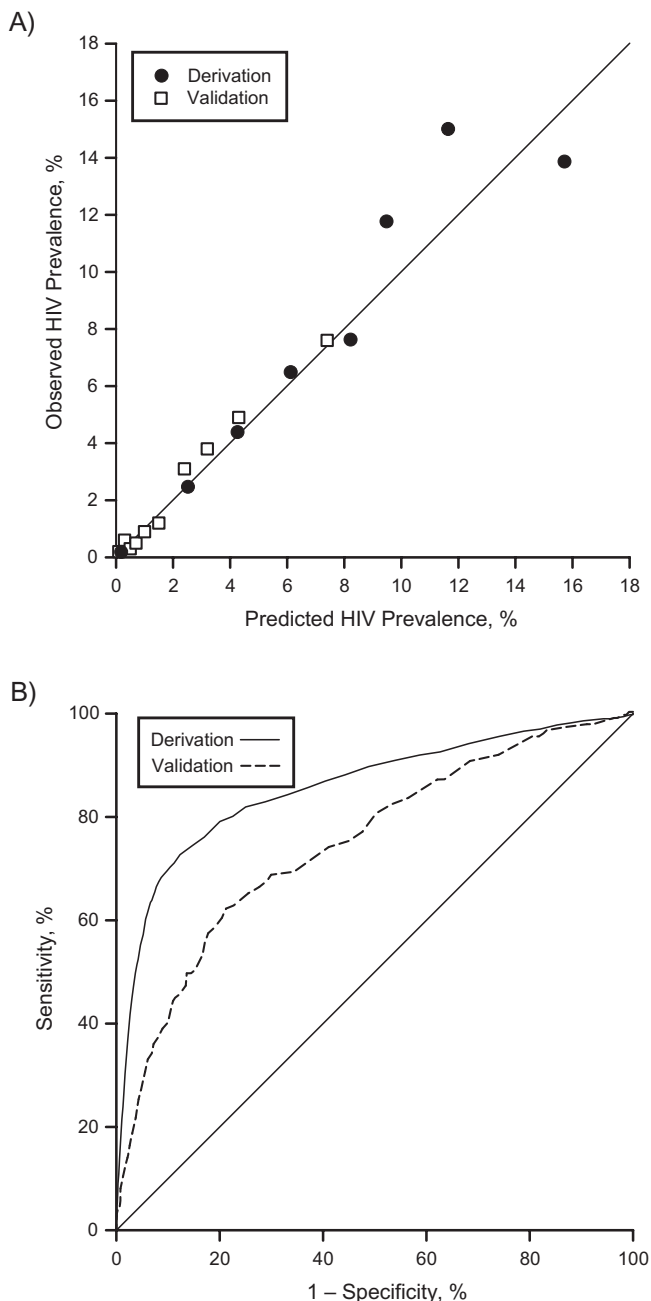 A)
18
16
14
12
10
8
6
4
2
0
Derivation
Validation
Observed HIV Prevalence, %
0 2 4 6 8 10 12 14 16 18
Predicted HIV Prevalence, %
B)
100
80
60
40
20
0
Derivation
Validation
Sensitivity, %
0 20 40 60 80 100
1 – Specificity, %